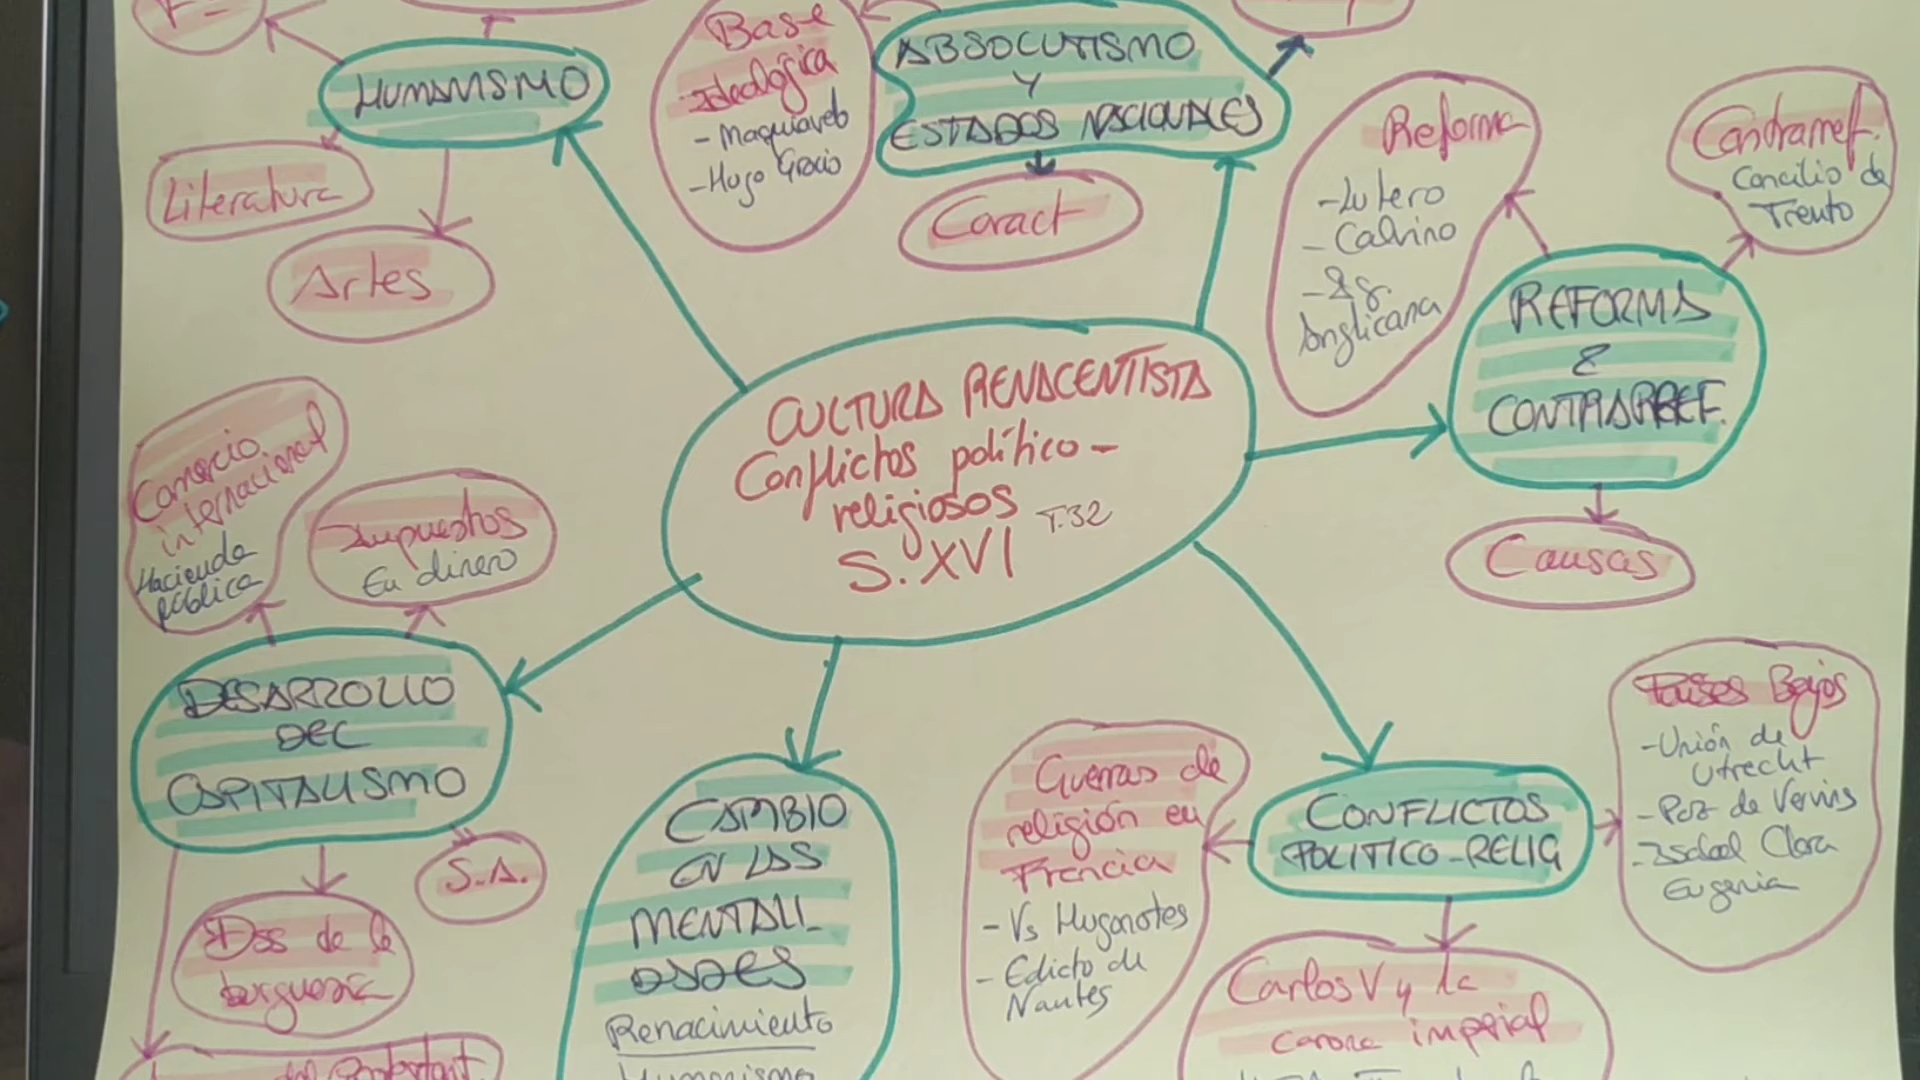 HUMANISMO
Literatura
Artes
Base
Ideológica
- Maquiavelo
- Hugo Grocio
ABSOLUTISMO
Y
ESTADOS NACIONALES
Caract
Reforma
- Lutero
- Calvino
- Ig.
Anglicana
Contrarref.
Concilio de
Trento
REFORMA
E
CONTRARREF.
Causas
CULTURA RENACENTISTA
Conflictos político-
religiosos T.32
S.XVI
Comercio
internacional
Hacienda
pública
Impuestos
En dinero
DESARROLLO
DEL
CAPITALISMO
S.A.
Dss de la
burguesía
CAMBIO
EN LAS
MENTALI-
DADES
Renacimiento
Humanismo
Guerras de
religión en
Francia
- Vs Hugonotes
- Edicto de
Nantes
CONFLICTOS
POLITICO-RELIG
Países Bajos
- Unión de
Utrecht
- Paz de Vervins
- Isabel Clara
Eugenia
Carlos V y la
corona imperial